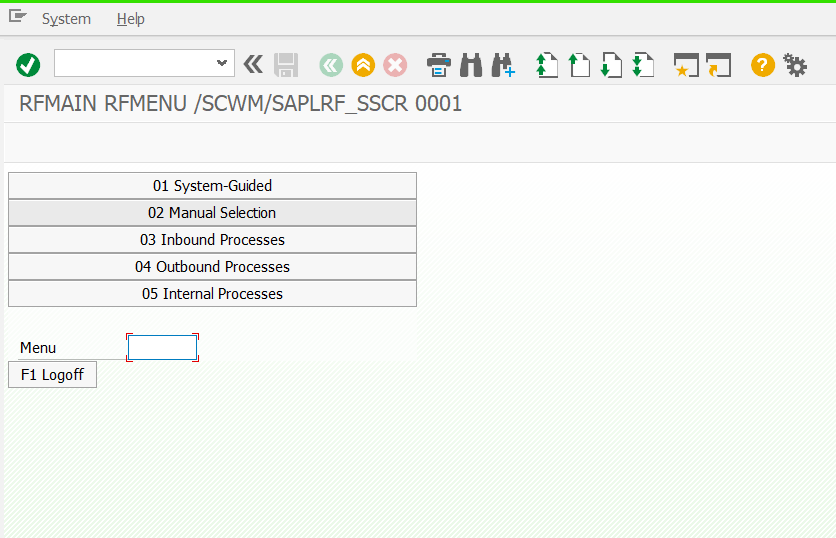 System Help
RFMAIN RFMENU /SCWM/SAPLRF_SSCR 0001
01 System-Guided
02 Manual Selection
03 Inbound Processes
04 Outbound Processes
05 Internal Processes
Menu
F1 Logoff